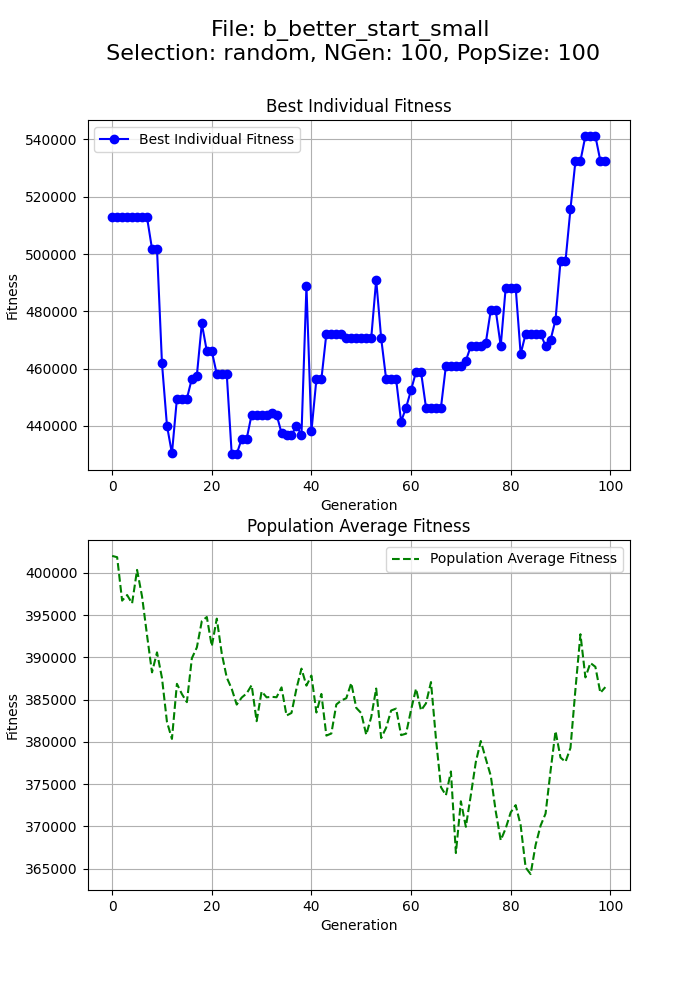 File: b_better_start_small
Selection: random, NGen: 100, PopSize: 100
Best Individual Fitness
Best Individual Fitness
540000
520000
500000
480000
460000
440000
Fitness
0 20 40 60 80 100
Generation
Population Average Fitness
Population Average Fitness
400000
395000
390000
385000
380000
375000
370000
365000
Fitness
0 20 40 60 80 100
Generation